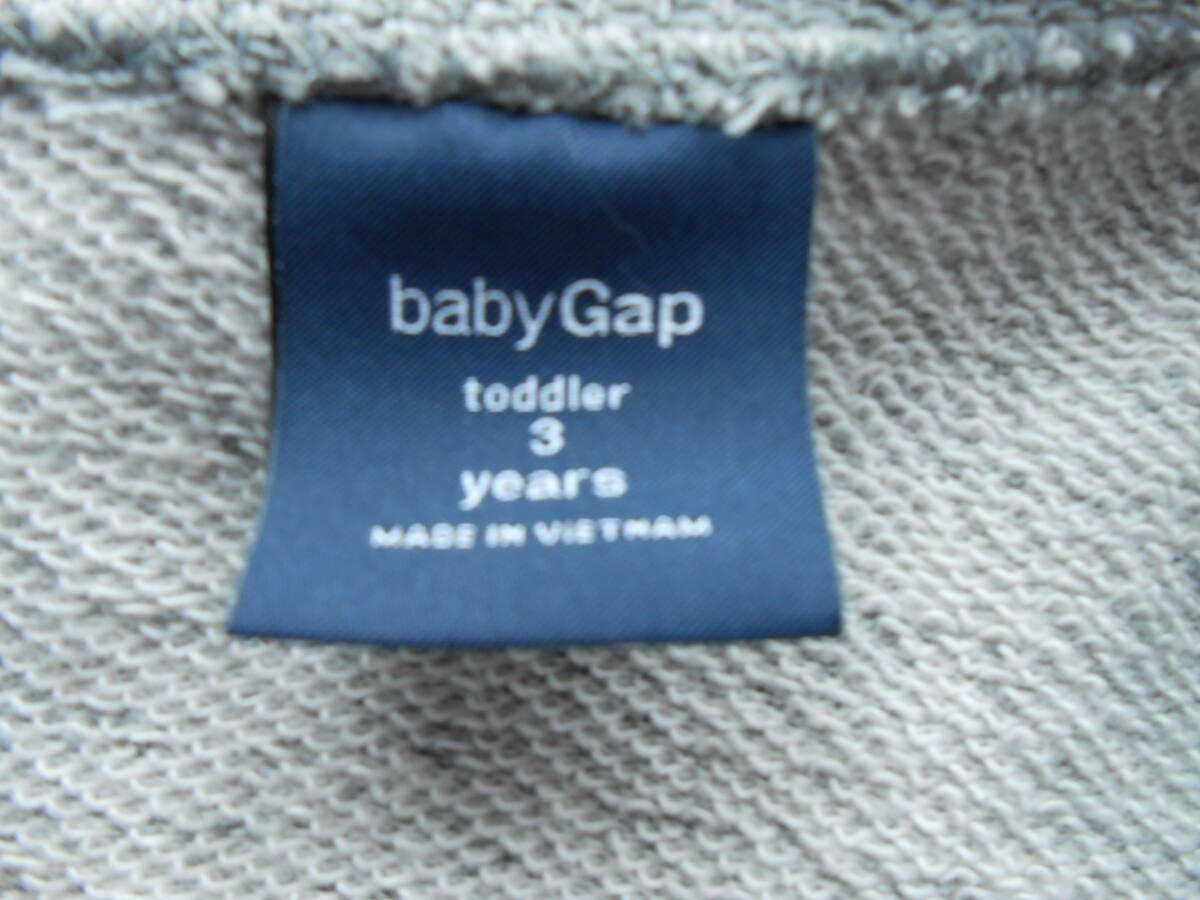 babyGap
toddler
3
years
MADE IN VIETNAM